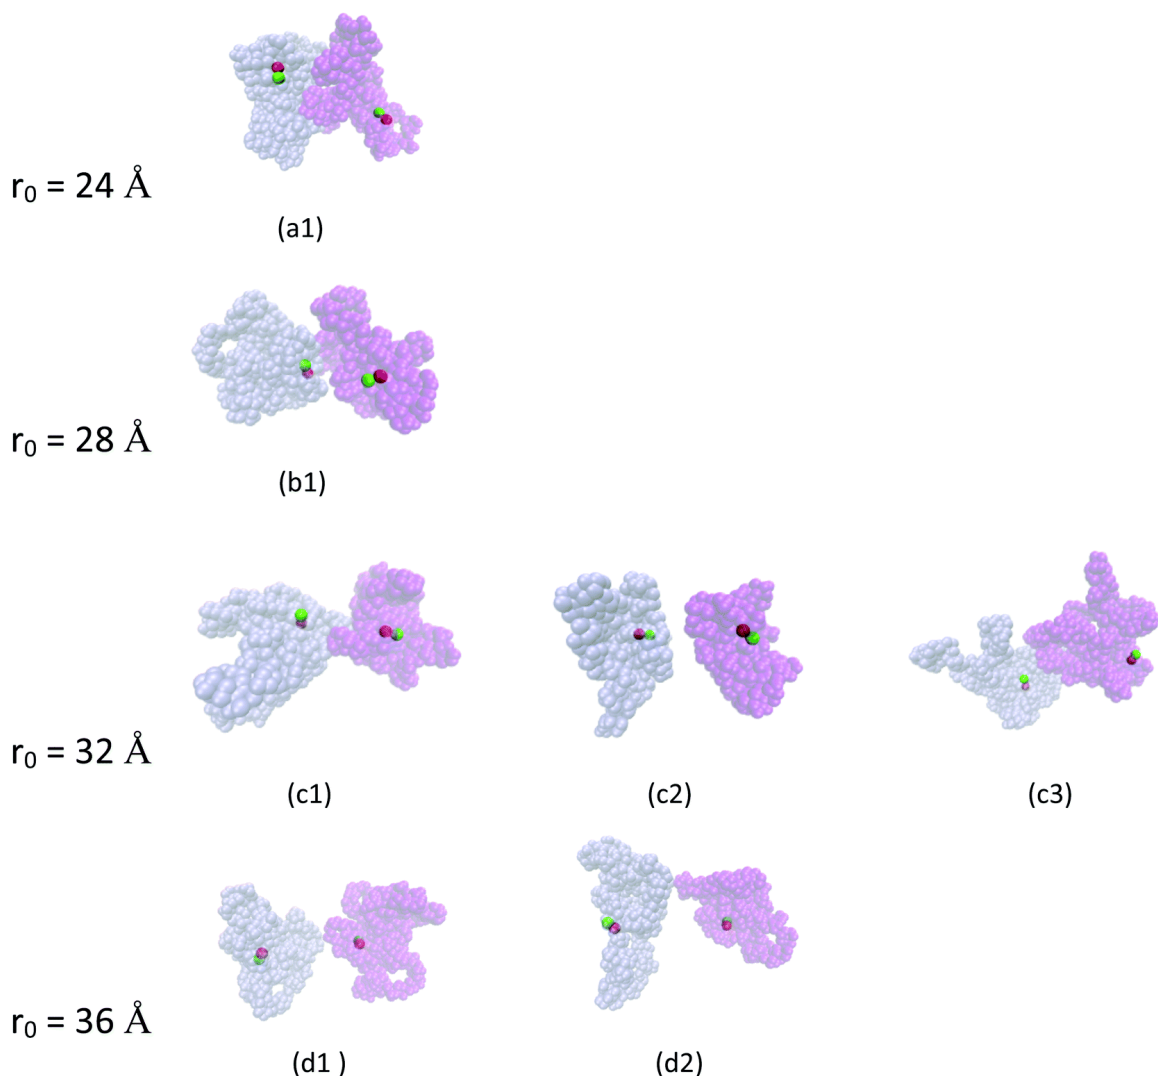 r₀ = 24 Å
(a1)
r₀ = 28 Å
(b1)
r₀ = 32 Å
(c1) (c2) (c3)
r₀ = 36 Å
(d1 ) (d2)